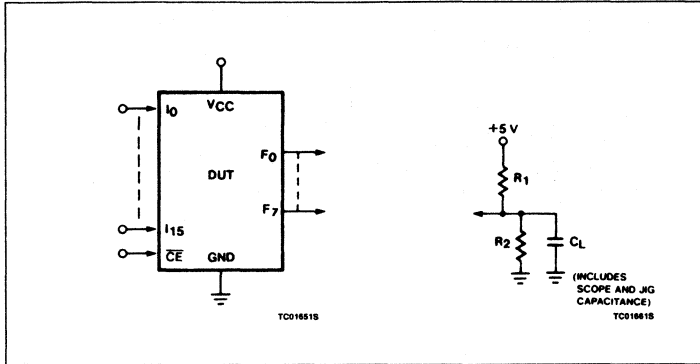 VCC
I0
F0
DUT
F7
I15
CE
GND
TC01651S
+5 V
R1
R2
CL
(INCLUDES
SCOPE AND JIG
CAPACITANCE)
TC01661S